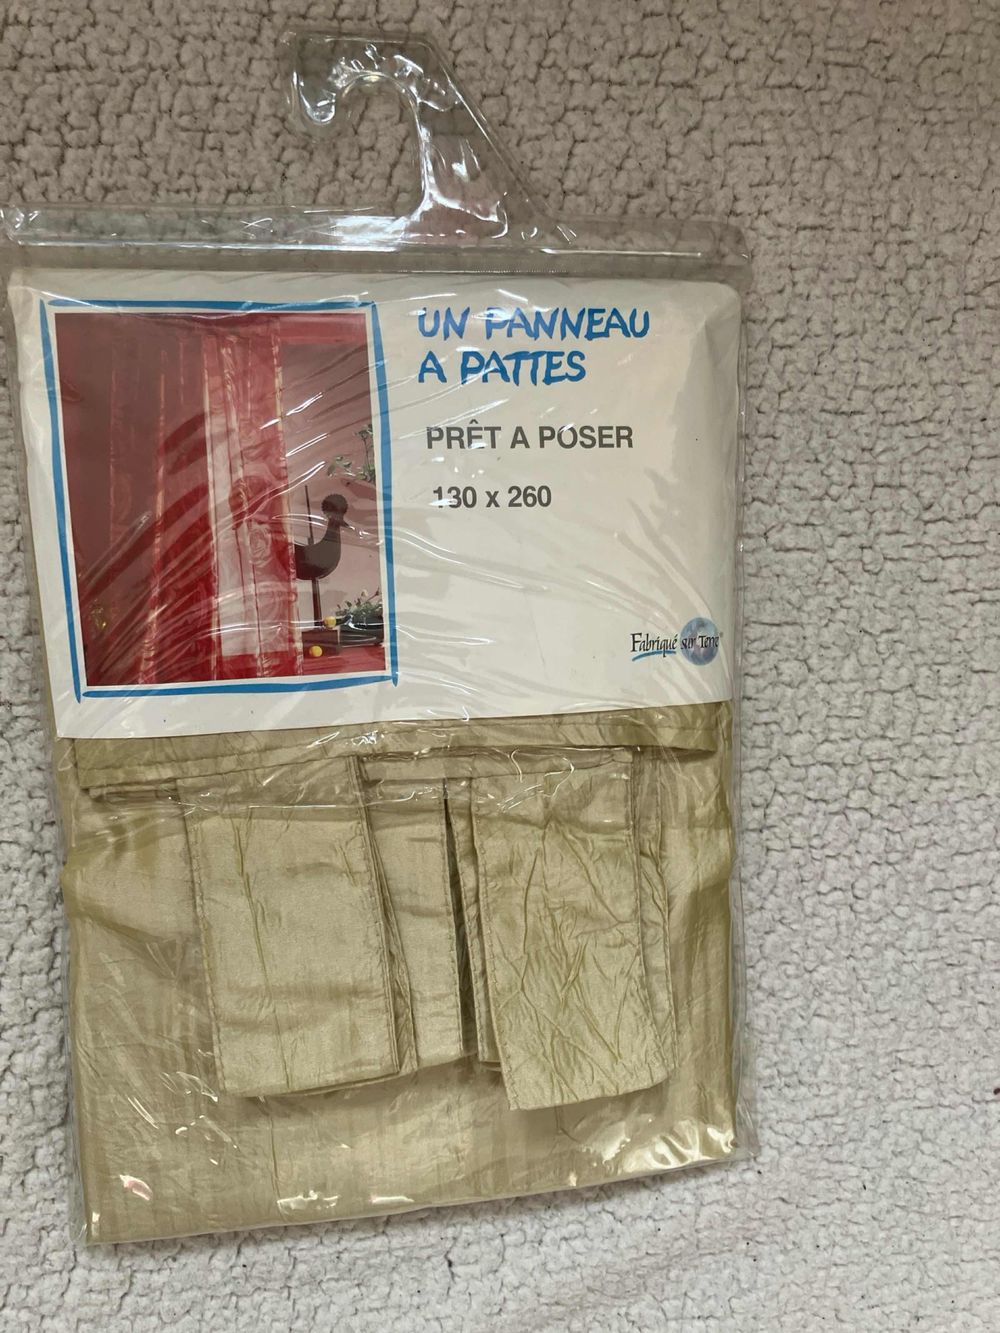 UN PANNEAU
A PATTES
PRÊT A POSER
130 x 260
Fabriqué sur Terre